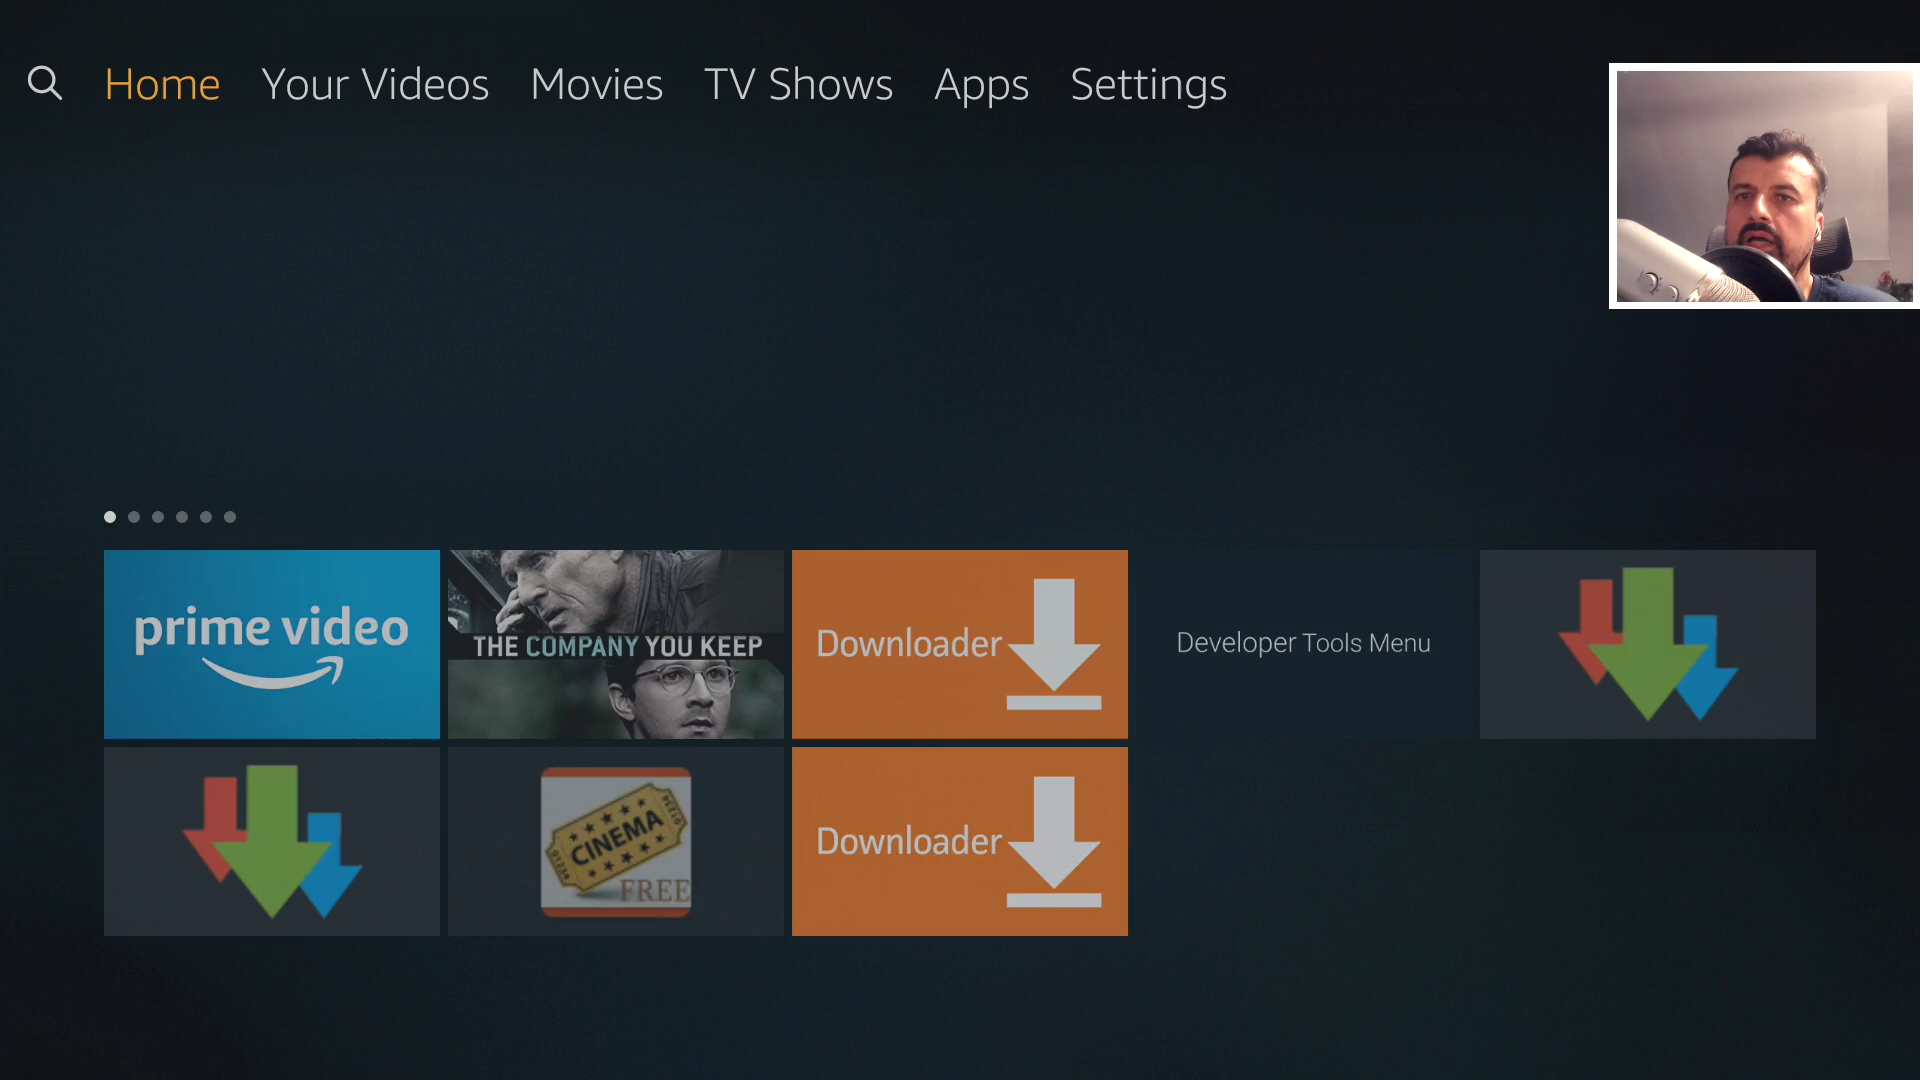 Home Your Videos Movies TV Shows Apps Settings
prime video
THE COMPANY YOU KEEP
Downloader
Developer Tools Menu
CINEMA
FREE
Downloader